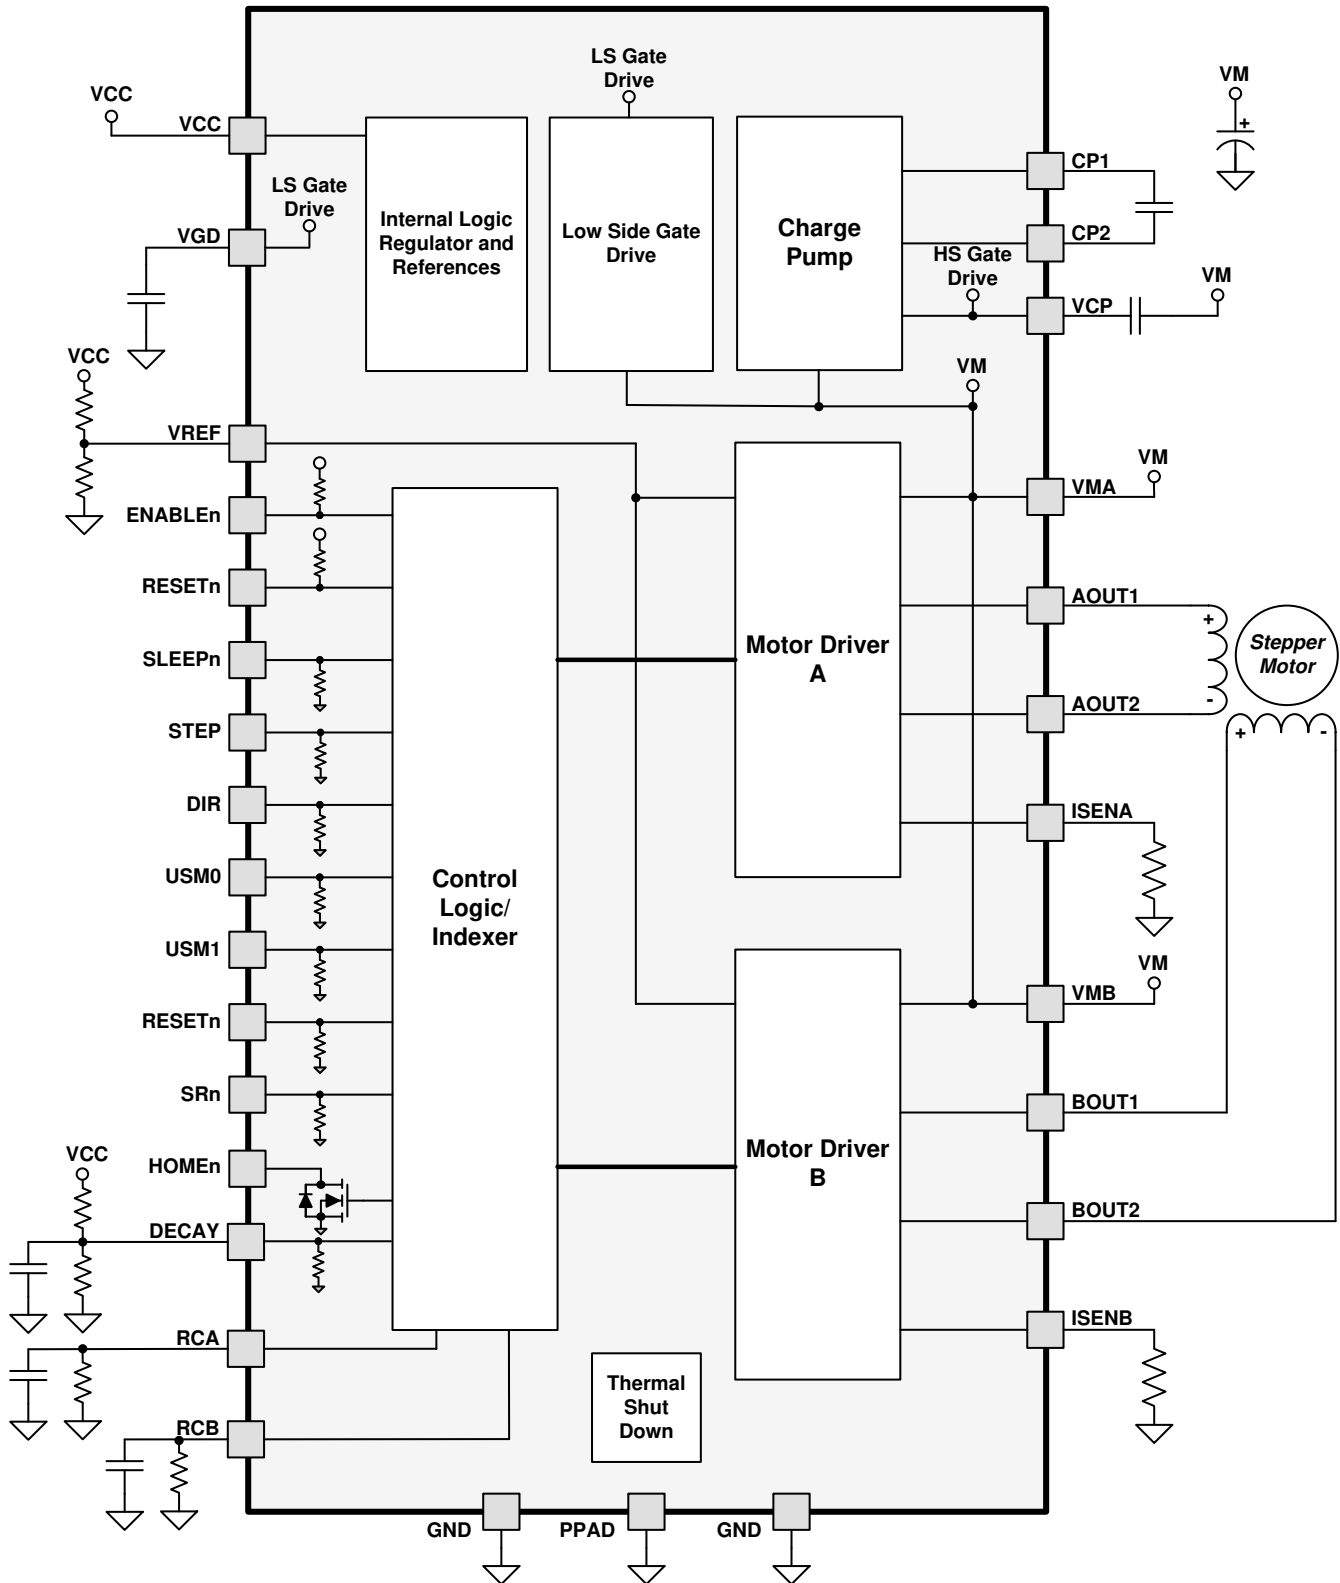 LS Gate
Drive
VCC
VCC
VM
+
LS Gate
Drive
VGD
Internal Logic
Regulator and
References
Low Side Gate
Drive
Charge
Pump
CP1
CP2
HS Gate
Drive
VCP
VM
VCC
VM
VREF
ENABLEn
RESETn
SLEEPn
STEP
DIR
USM0
USM1
RESETn
SRn
HOMEn
VCC
DECAY
RCA
RCB
Control
Logic/
Indexer
Motor Driver
A
VM
VMA
AOUT1
+
-
AOUT2
Stepper
Motor
+
-
ISENA
Motor Driver
B
VM
VMB
BOUT1
BOUT2
ISENB
Thermal
Shut
Down
GND
PPAD
GND